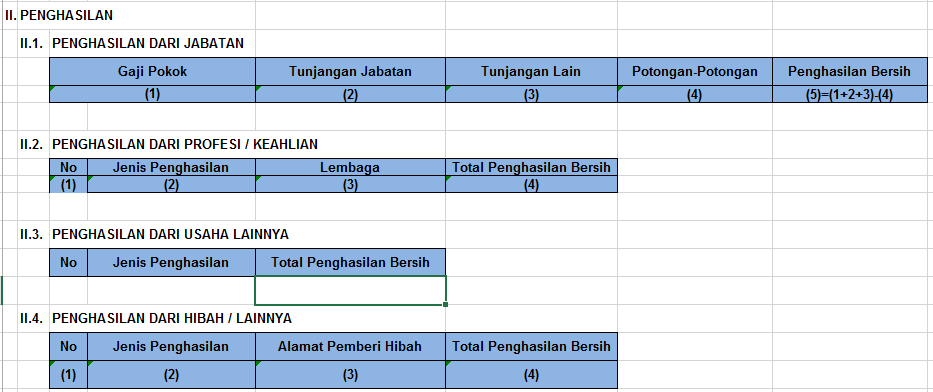 II. PENGHASILAN
II.1. PENGHASILAN DARI JABATAN
Gaji Pokok Tunjangan Jabatan Tunjangan Lain Potongan-Potongan Penghasilan Bersih
(1) (2) (3) (4) (5)=(1+2+3)-(4)
II.2. PENGHASILAN DARI PROFESI / KEAHLIAN
No Jenis Penghasilan Lembaga Total Penghasilan Bersih
(1) (2) (3) (4)
II.3. PENGHASILAN DARI USAHA LAINNYA
No Jenis Penghasilan Total Penghasilan Bersih
II.4. PENGHASILAN DARI HIBAH / LAINNYA
No Jenis Penghasilan Alamat Pemberi Hibah Total Penghasilan Bersih
(1) (2) (3) (4)